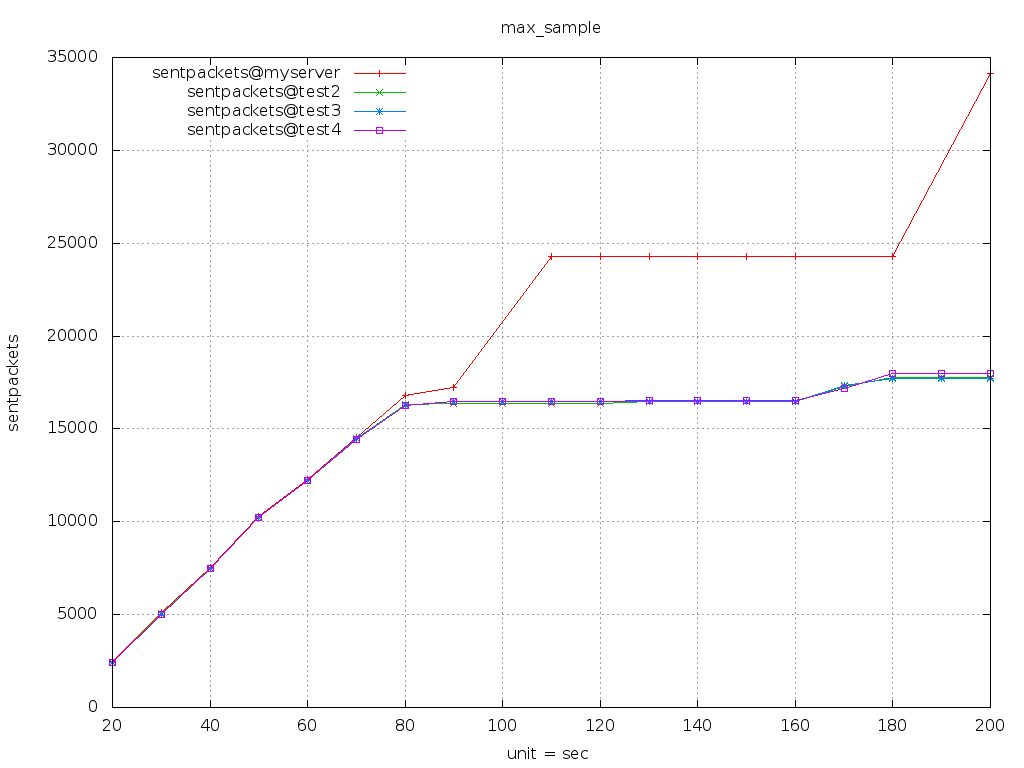 max_sample
35000
30000
25000
20000
15000
10000
5000
0
sentpackets@myserver
sentpackets@test2
sentpackets@test3
sentpackets@test4
sentpackets
20 40 60 80 100 120 140 160 180 200
unit = sec